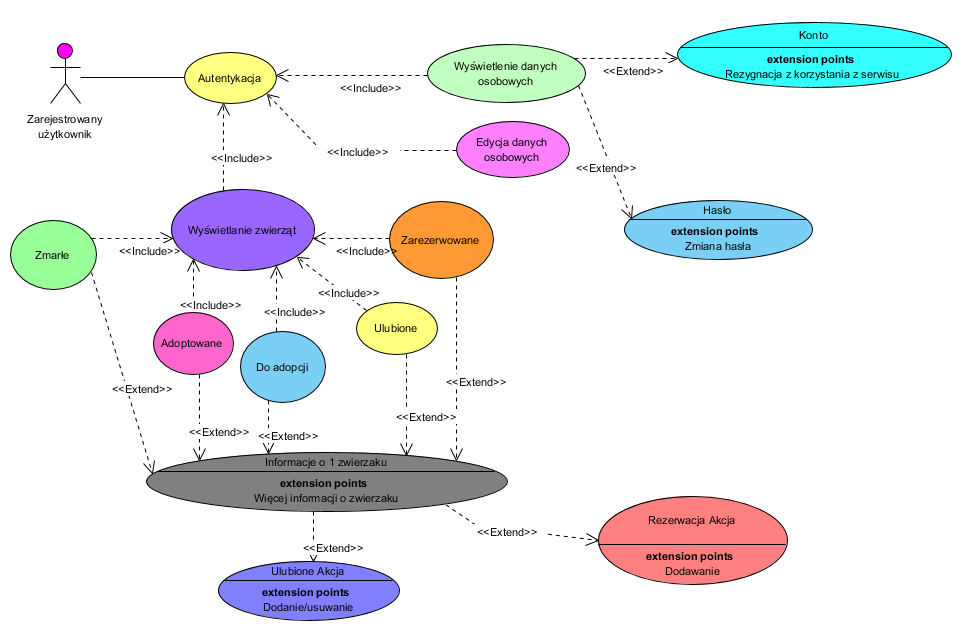 Konto
extension points
Rezygnacja z korzystania z serwisu
Wyświetlenie danych
osobowych
<<Extend>>
Autentykacja
<<Include>>
Zarejestrowany
użytkownik
Edycja danych
osobowych
<<Include>>
<<Include>>
<<Extend>>
Hasło
extension points
Zmiana hasła
Wyświetlanie zwierząt
Zarezerwowane
Zmarłe
<<Include>>
<<Include>>
<<Include>>
<<Include>>
<<Include>>
Ulubione
Adoptowane
Do adopcji
<<Extend>>
<<Extend>>
<<Extend>>
<<Extend>>
<<Extend>>
Informacje o 1 zwierzaku
extension points
Więcej informacji o zwierzaku
<<Extend>>
Rezerwacja Akcja
extension points
Dodawanie
<<Extend>>
Ulubione Akcja
extension points
Dodanie/usuwanie